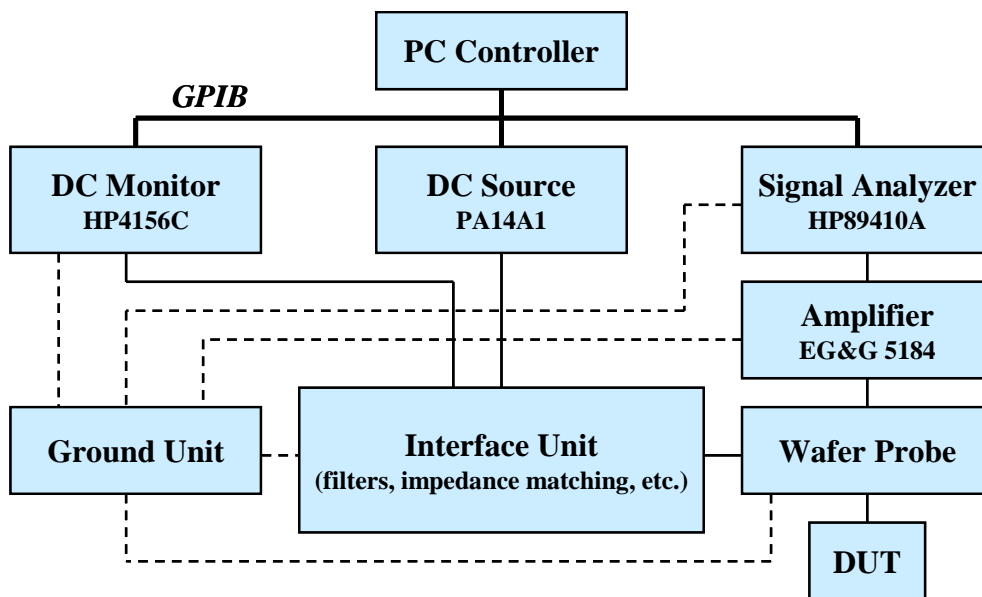 PC Controller
GPIB
DC Monitor
HP4156C
DC Source
PA14A1
Signal Analyzer
HP89410A
Amplifier
EG&G 5184
Ground Unit
Interface Unit
(filters, impedance matching, etc.)
Wafer Probe
DUT